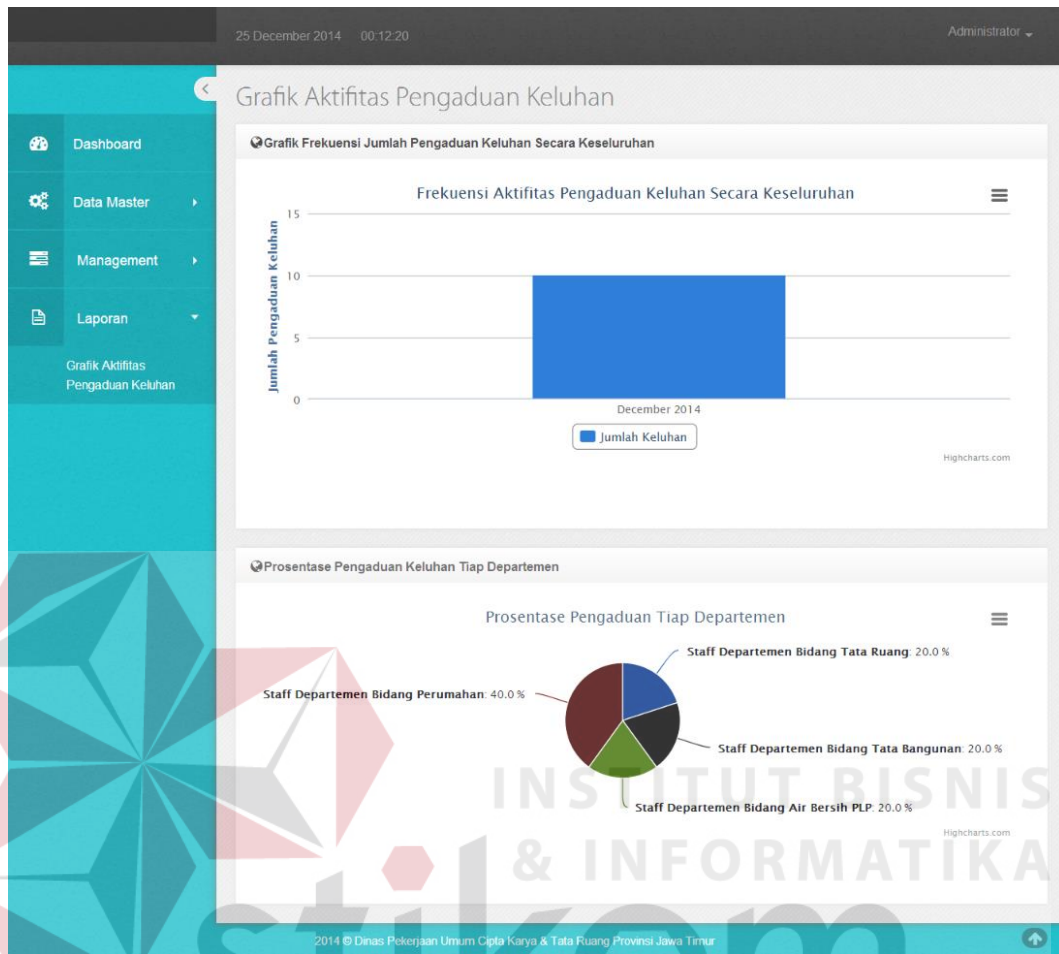 25 December 2014 00:12:20
Administrator
Grafik Aktifitas Pengaduan Keluhan
Dashboard
Data Master
Management
Laporan
Grafik Aktifitas
Pengaduan Keluhan
Grafik Frekuensi Jumlah Pengaduan Keluhan Secara Keseluruhan
Frekuensi Aktifitas Pengaduan Keluhan Secara Keseluruhan
Jumlah Pengaduan Keluhan
15
10
5
0
December 2014
Jumlah Keluhan
Highcharts.com
Prosentase Pengaduan Keluhan Tiap Departemen
Prosentase Pengaduan Tiap Departemen
Staff Departemen Bidang Tata Ruang: 20.0 %
Staff Departemen Bidang Perumahan: 40.0 %
Staff Departemen Bidang Tata Bangunan: 20.0 %
Staff Departemen Bidang Air Bersih PLP: 20.0 %
Highcharts.com
INSTITUT BISNIS
& INFORMATIKA
stikom
2014 © Dinas Pekerjaan Umum Cipta Karya & Tata Ruang Provinsi Jawa Timur